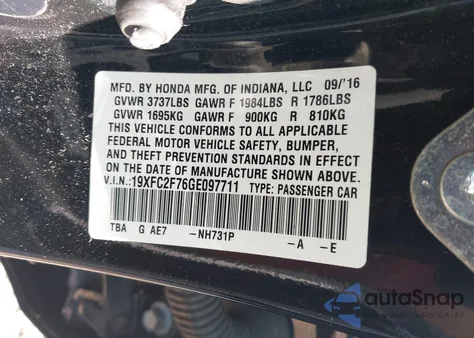 MFD. BY HONDA MFG. OF INDIANA, LLC 09/'16
GVWR 3737LBS GAWR F 1984LBS R 1786LBS
GVWR 1695KG GAWR F 900KG R 810KG
THIS VEHICLE CONFORMS TO ALL APPLICABLE
FEDERAL MOTOR VEHICLE SAFETY, BUMPER,
AND THEFT PREVENTION STANDARDS IN EFFECT
ON THE DATE OF MANUFACTURE SHOWN ABOVE.
V.I.N.: 19XFC2F76GE097711 TYPE: PASSENGER CAR
TBA G AE7 -NH731P -A -E
autoSnap